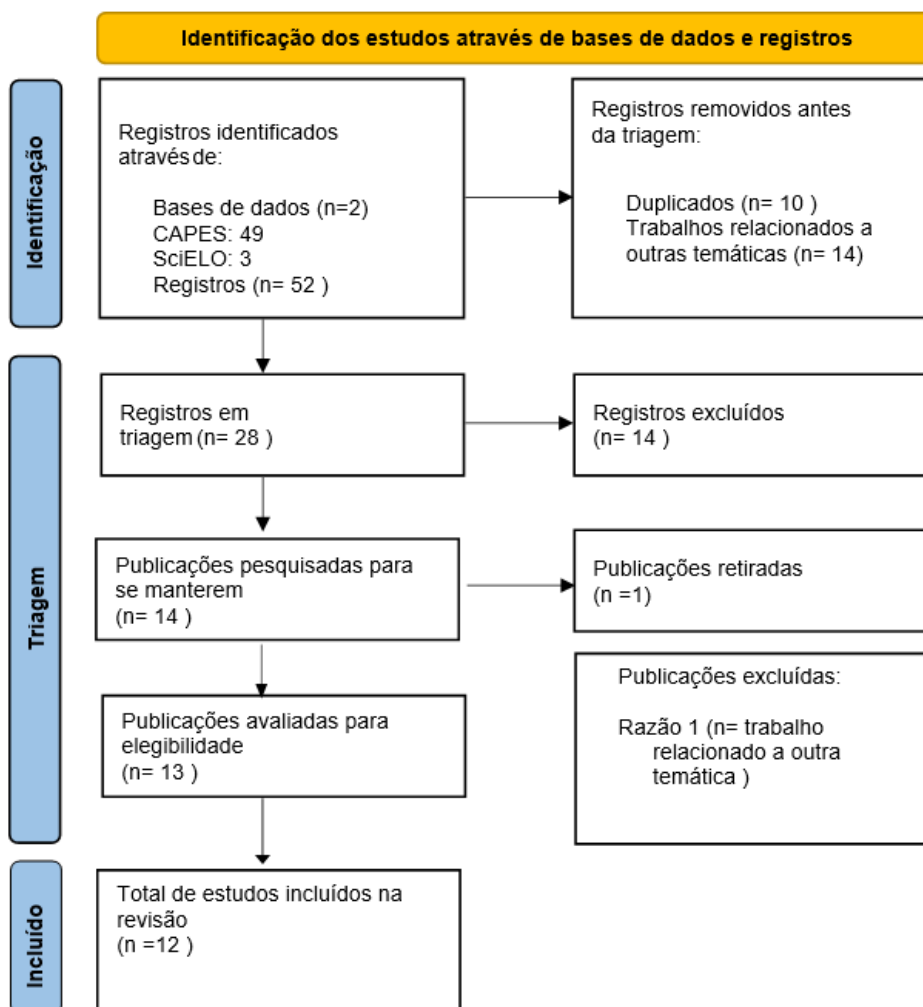 Identificação dos estudos através de bases de dados e registros
Identificação
Registros identificados
através de:
Bases de dados (n=2)
CAPES: 49
SciELO: 3
Registros (n= 52 )
Registros removidos antes
da triagem:
Duplicados (n= 10 )
Trabalhos relacionados a
outras temáticas (n= 14)
Triagem
Registros em
triagem (n= 28 )
Registros excluídos
(n= 14 )
Publicações pesquisadas para
se manterem
(n= 14 )
Publicações retiradas
(n =1)
Publicações avaliadas para
elegibilidade
(n= 13 )
Publicações excluídas:
Razão 1 (n= trabalho
relacionado a outra
temática )
Incluído
Total de estudos incluídos na
revisão
(n =12 )